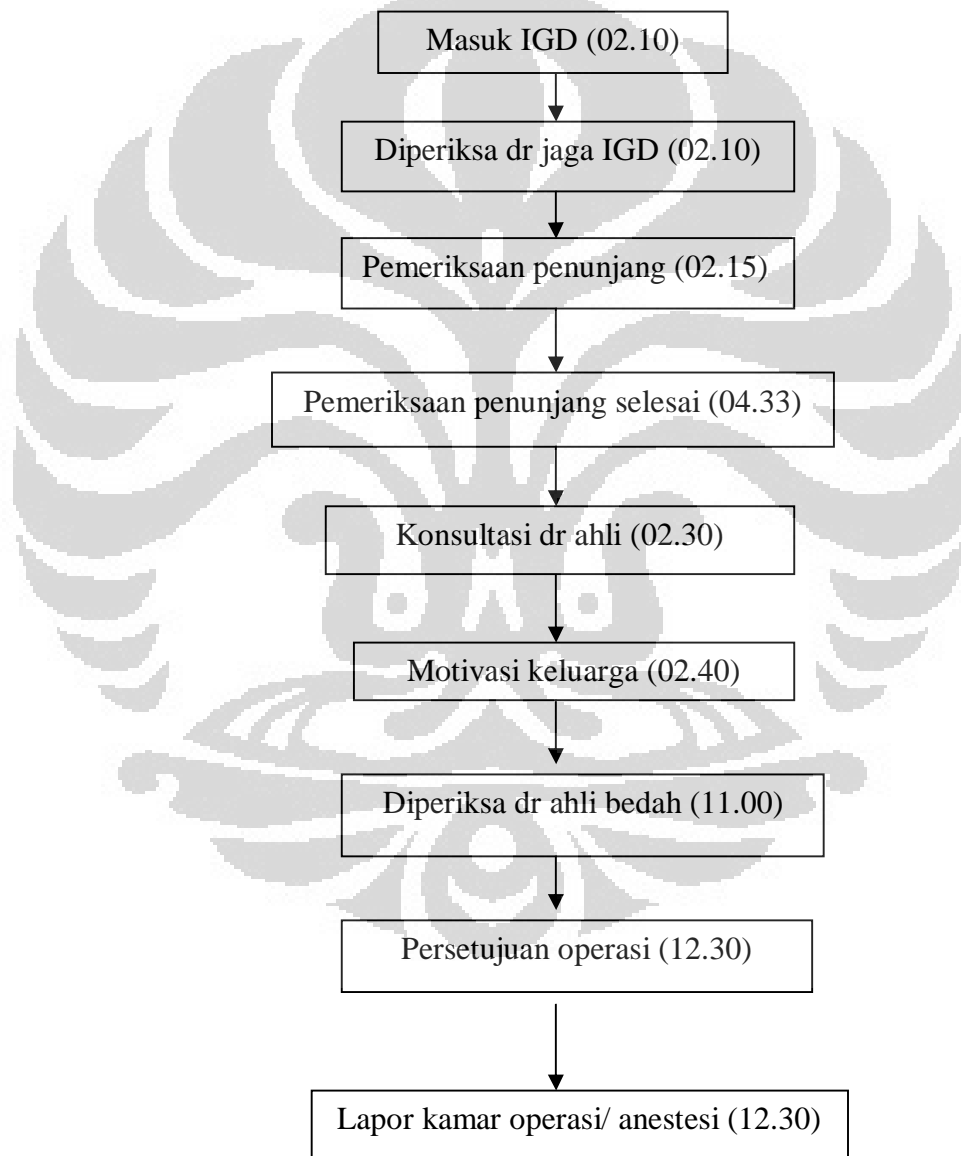 Masuk IGD (02.10)
Diperiksa dr jaga IGD (02.10)
Pemeriksaan penunjang (02.15)
Pemeriksaan penunjang selesai (04.33)
Konsultasi dr ahli (02.30)
Motivasi keluarga (02.40)
Diperiksa dr ahli bedah (11.00)
Persetujuan operasi (12.30)
Lapor kamar operasi/ anestesi (12.30)